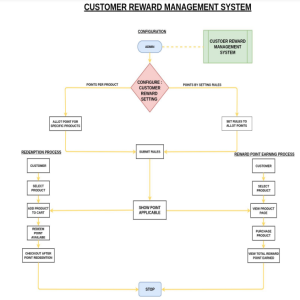 CUSTOMER REWARD MANAGEMENT SYSTEM
CONFIGURATION
ADMIN
CUSTOER REWARD
MANAGEMENT
SYSTEM
CONFIGURE :
CUSTOMER
REWARD
SETTING
POINTS PER PRODUCT
POINTS BY SETTING RULES
ALLOT POINT FOR
SPECIFIC PRODUCTS
SET RULES TO
ALLOT POINTS
SUBMIT RULES
REDEMPTION PROCESS
REWARD POINT EARNING PROCESS
CUSTOMER
CUSTOMER
SELECT
PRODUCT
SELECT
PRODUCT
ADD PRODUCT
TO CART
SHOW POINT
APPLICABLE
VIEW PRODUCT
PAGE
REDEEM
POINT
AVAILABE
PURCHASE
PRODUCT
CHECKOUT AFTER
POINT REDEMTION
VIEW TOTAL REWARD
POINT EARNED
STOP